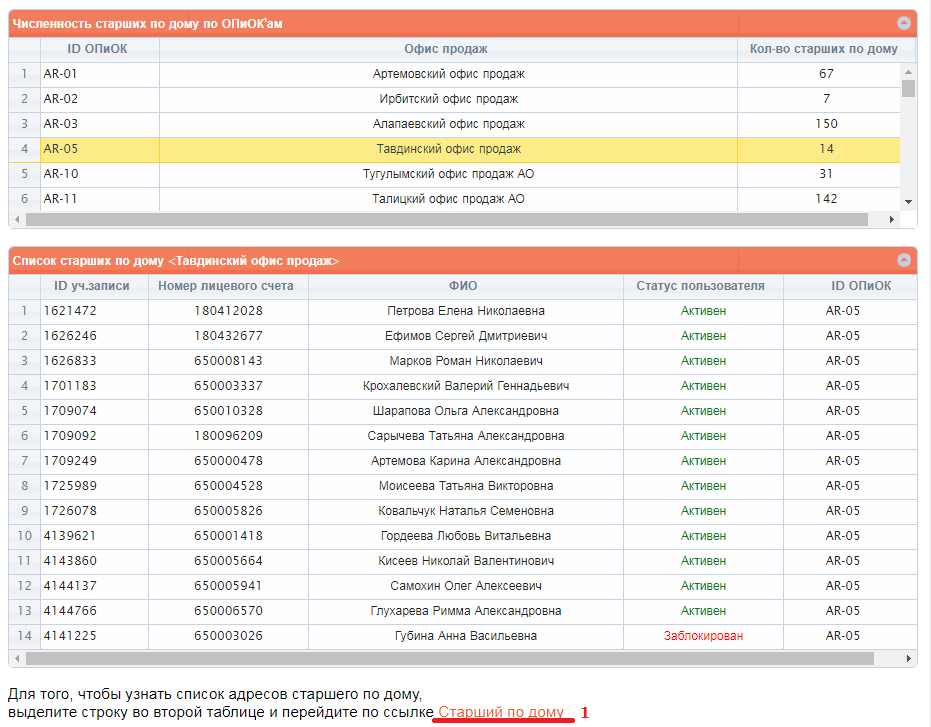 Численность старших по дому по ОПиОК'ам
ID ОПиОК Офис продаж Кол-во старших по дому
1 AR-01 Артемовский офис продаж 67
2 AR-02 Ирбитский офис продаж 7
3 AR-03 Алапаевский офис продаж 150
4 AR-05 Тавдинский офис продаж 14
5 AR-10 Тугулымский офис продаж АО 31
6 AR-11 Талицкий офис продаж АО 142
Список старших по дому <Тавдинский офис продаж>
ID уч.записи Номер лицевого счета ФИО Статус пользователя ID ОПиОК
1 1621472 180412028 Петрова Елена Николаевна Активен AR-05
2 1626246 180432677 Ефимов Сергей Дмитриевич Активен AR-05
3 1626833 650008143 Марков Роман Николаевич Активен AR-05
4 1701183 650003337 Крохалевский Валерий Геннадьевич Активен AR-05
5 1709074 650010328 Шарапова Ольга Александровна Активен AR-05
6 1709092 180096209 Сарычева Татьяна Александровна Активен AR-05
7 1709249 650000478 Артемова Карина Александровна Активен AR-05
8 1725989 650004528 Моисеева Татьяна Викторовна Активен AR-05
9 1726078 650005826 Ковальчук Наталья Семеновна Активен AR-05
10 4139621 650001418 Гордеева Любовь Витальевна Активен AR-05
11 4143860 650005664 Кисеев Николай Валентинович Активен AR-05
12 4144137 650005941 Самохин Олег Алексеевич Активен AR-05
13 4144766 650006570 Глухарева Римма Александровна Активен AR-05
14 4141225 650003026 Губина Анна Васильевна Заблокирован AR-05
Для того, чтобы узнать список адресов старшего по дому,
выделите строку во второй таблице и перейдите по ссылке Старший по дому 1